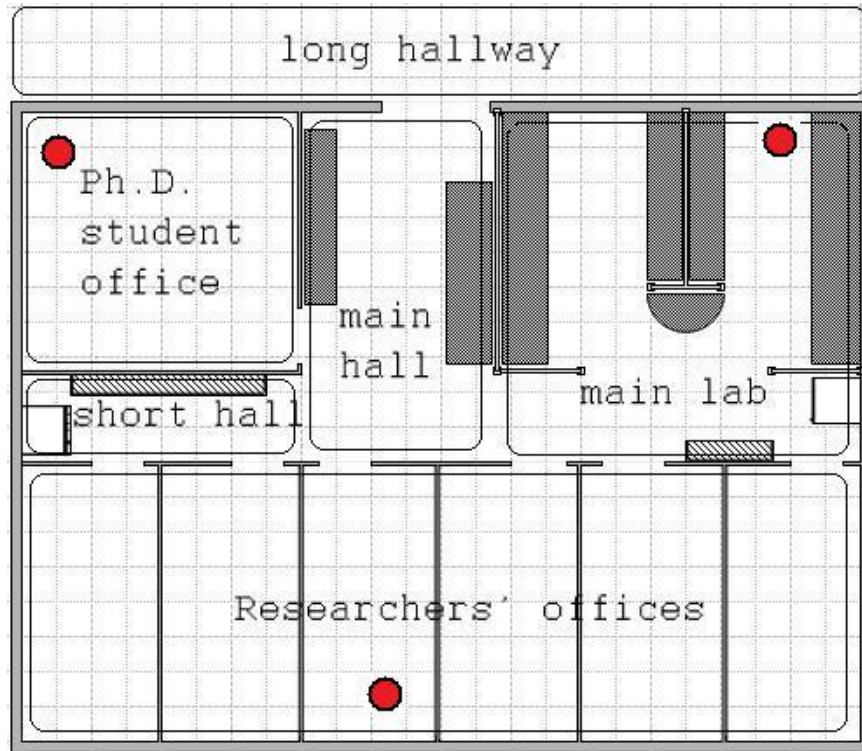 long hallway
Ph.D.
student
office
main
hall
short hall
main lab
Researchers´ offices